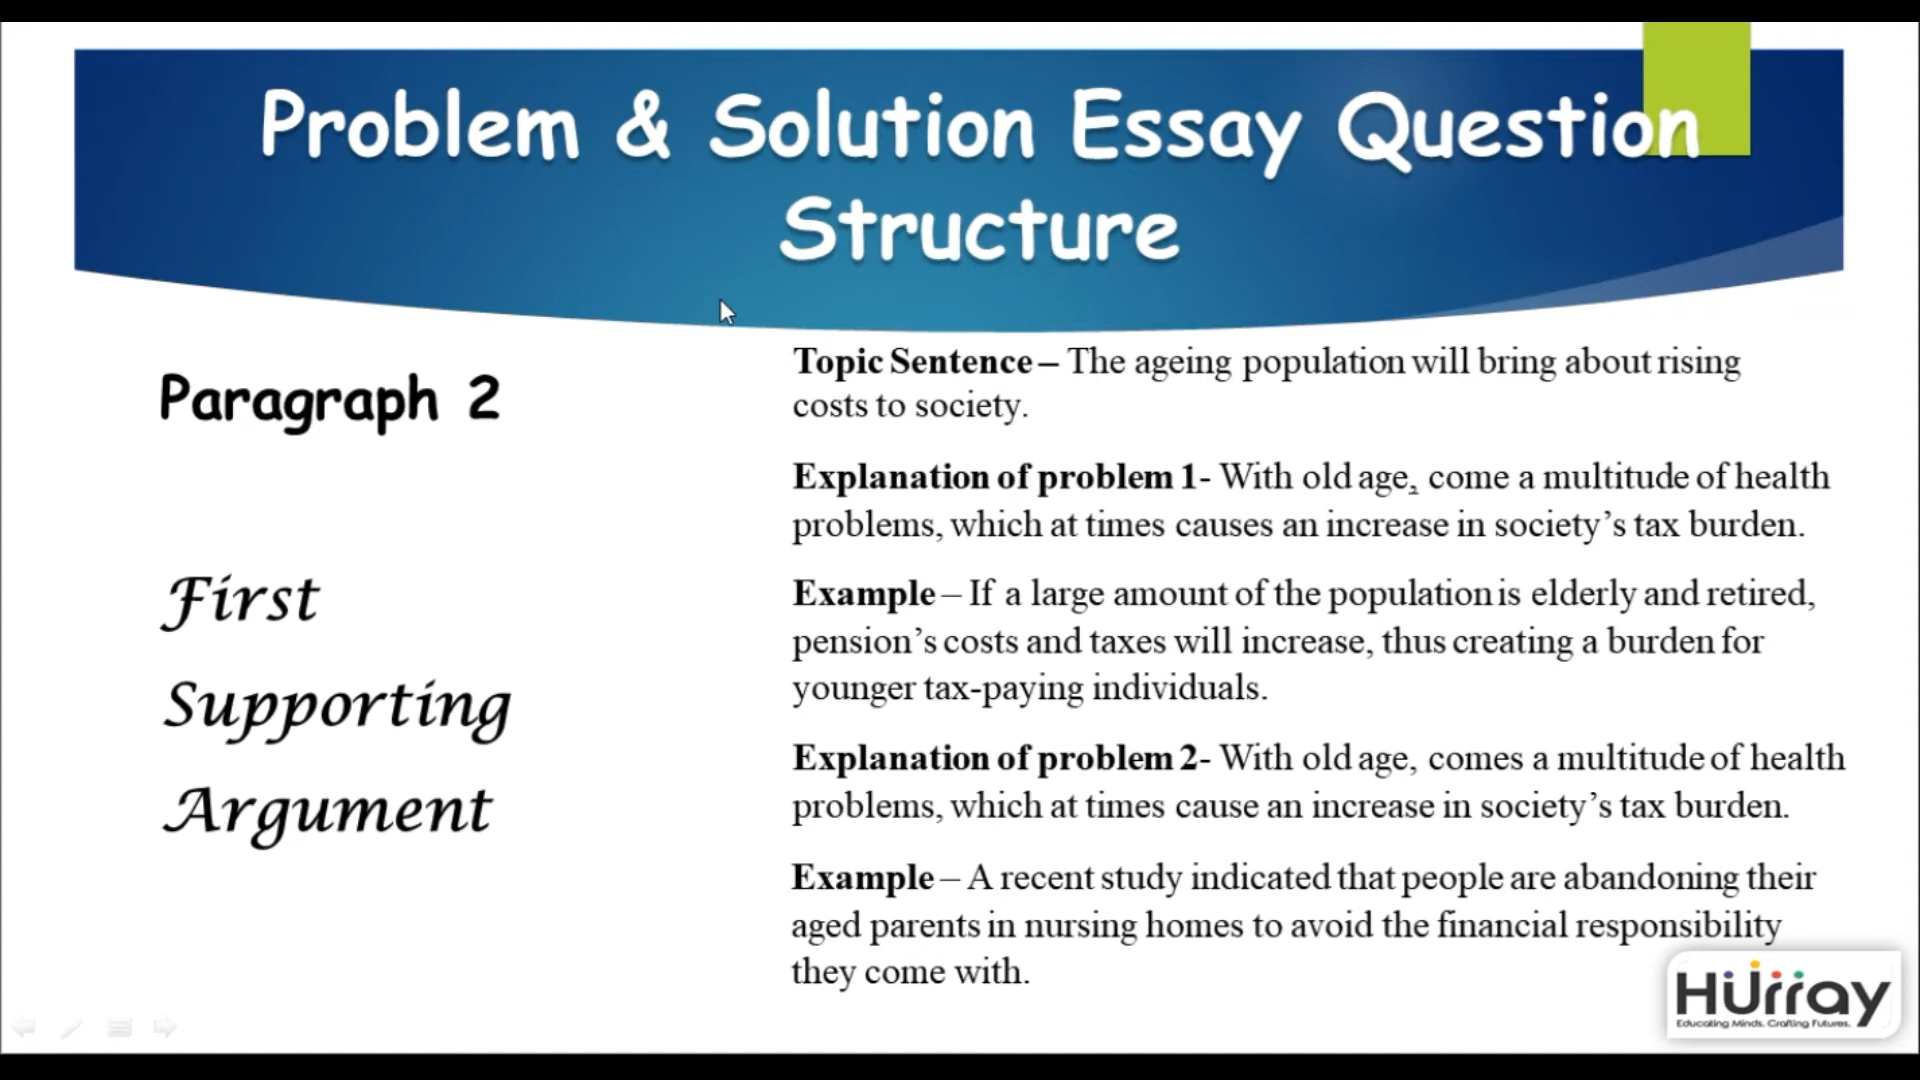 Problem & Solution Essay Question
Structure
Paragraph 2
First
Supporting
Argument
Topic Sentence – The ageing population will bring about rising
costs to society.
Explanation of problem 1- With old age, come a multitude of health
problems, which at times causes an increase in society’s tax burden.
Example – If a large amount of the population is elderly and retired,
pension’s costs and taxes will increase, thus creating a burden for
younger tax-paying individuals.
Explanation of problem 2- With old age, comes a multitude of health
problems, which at times cause an increase in society’s tax burden.
Example – A recent study indicated that people are abandoning their
aged parents in nursing homes to avoid the financial responsibility
they come with.
Hurray
Educating Minds. Crafting Futures.